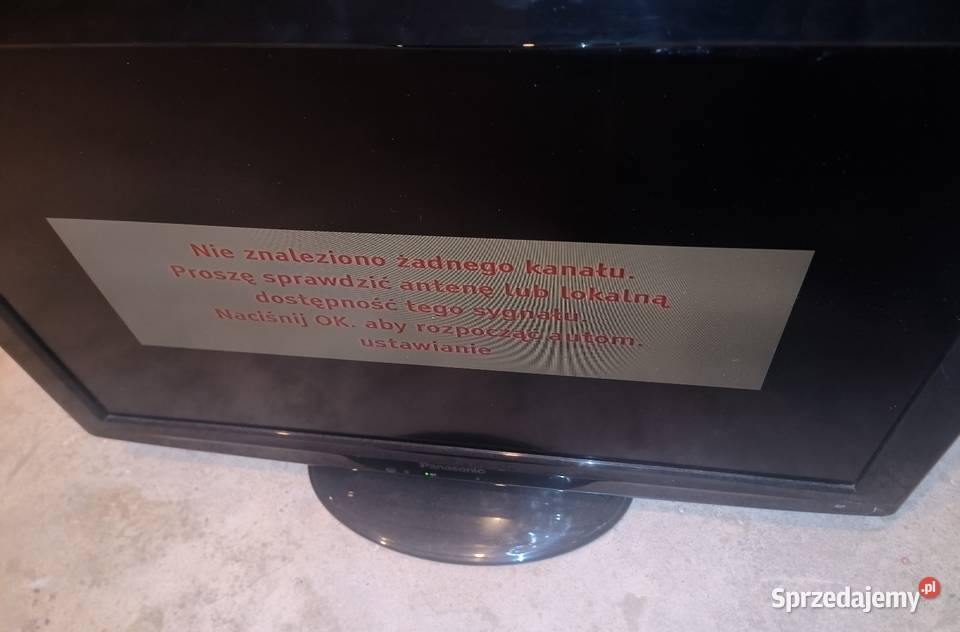 Nie znaleziono żadnego kanału.
Proszę sprawdzić antenę lub lokalną
dostępność tego sygnału.
Naciśnij OK. aby rozpocząć autom.
ustawianie
Panasonic
Sprzedajemy.pl